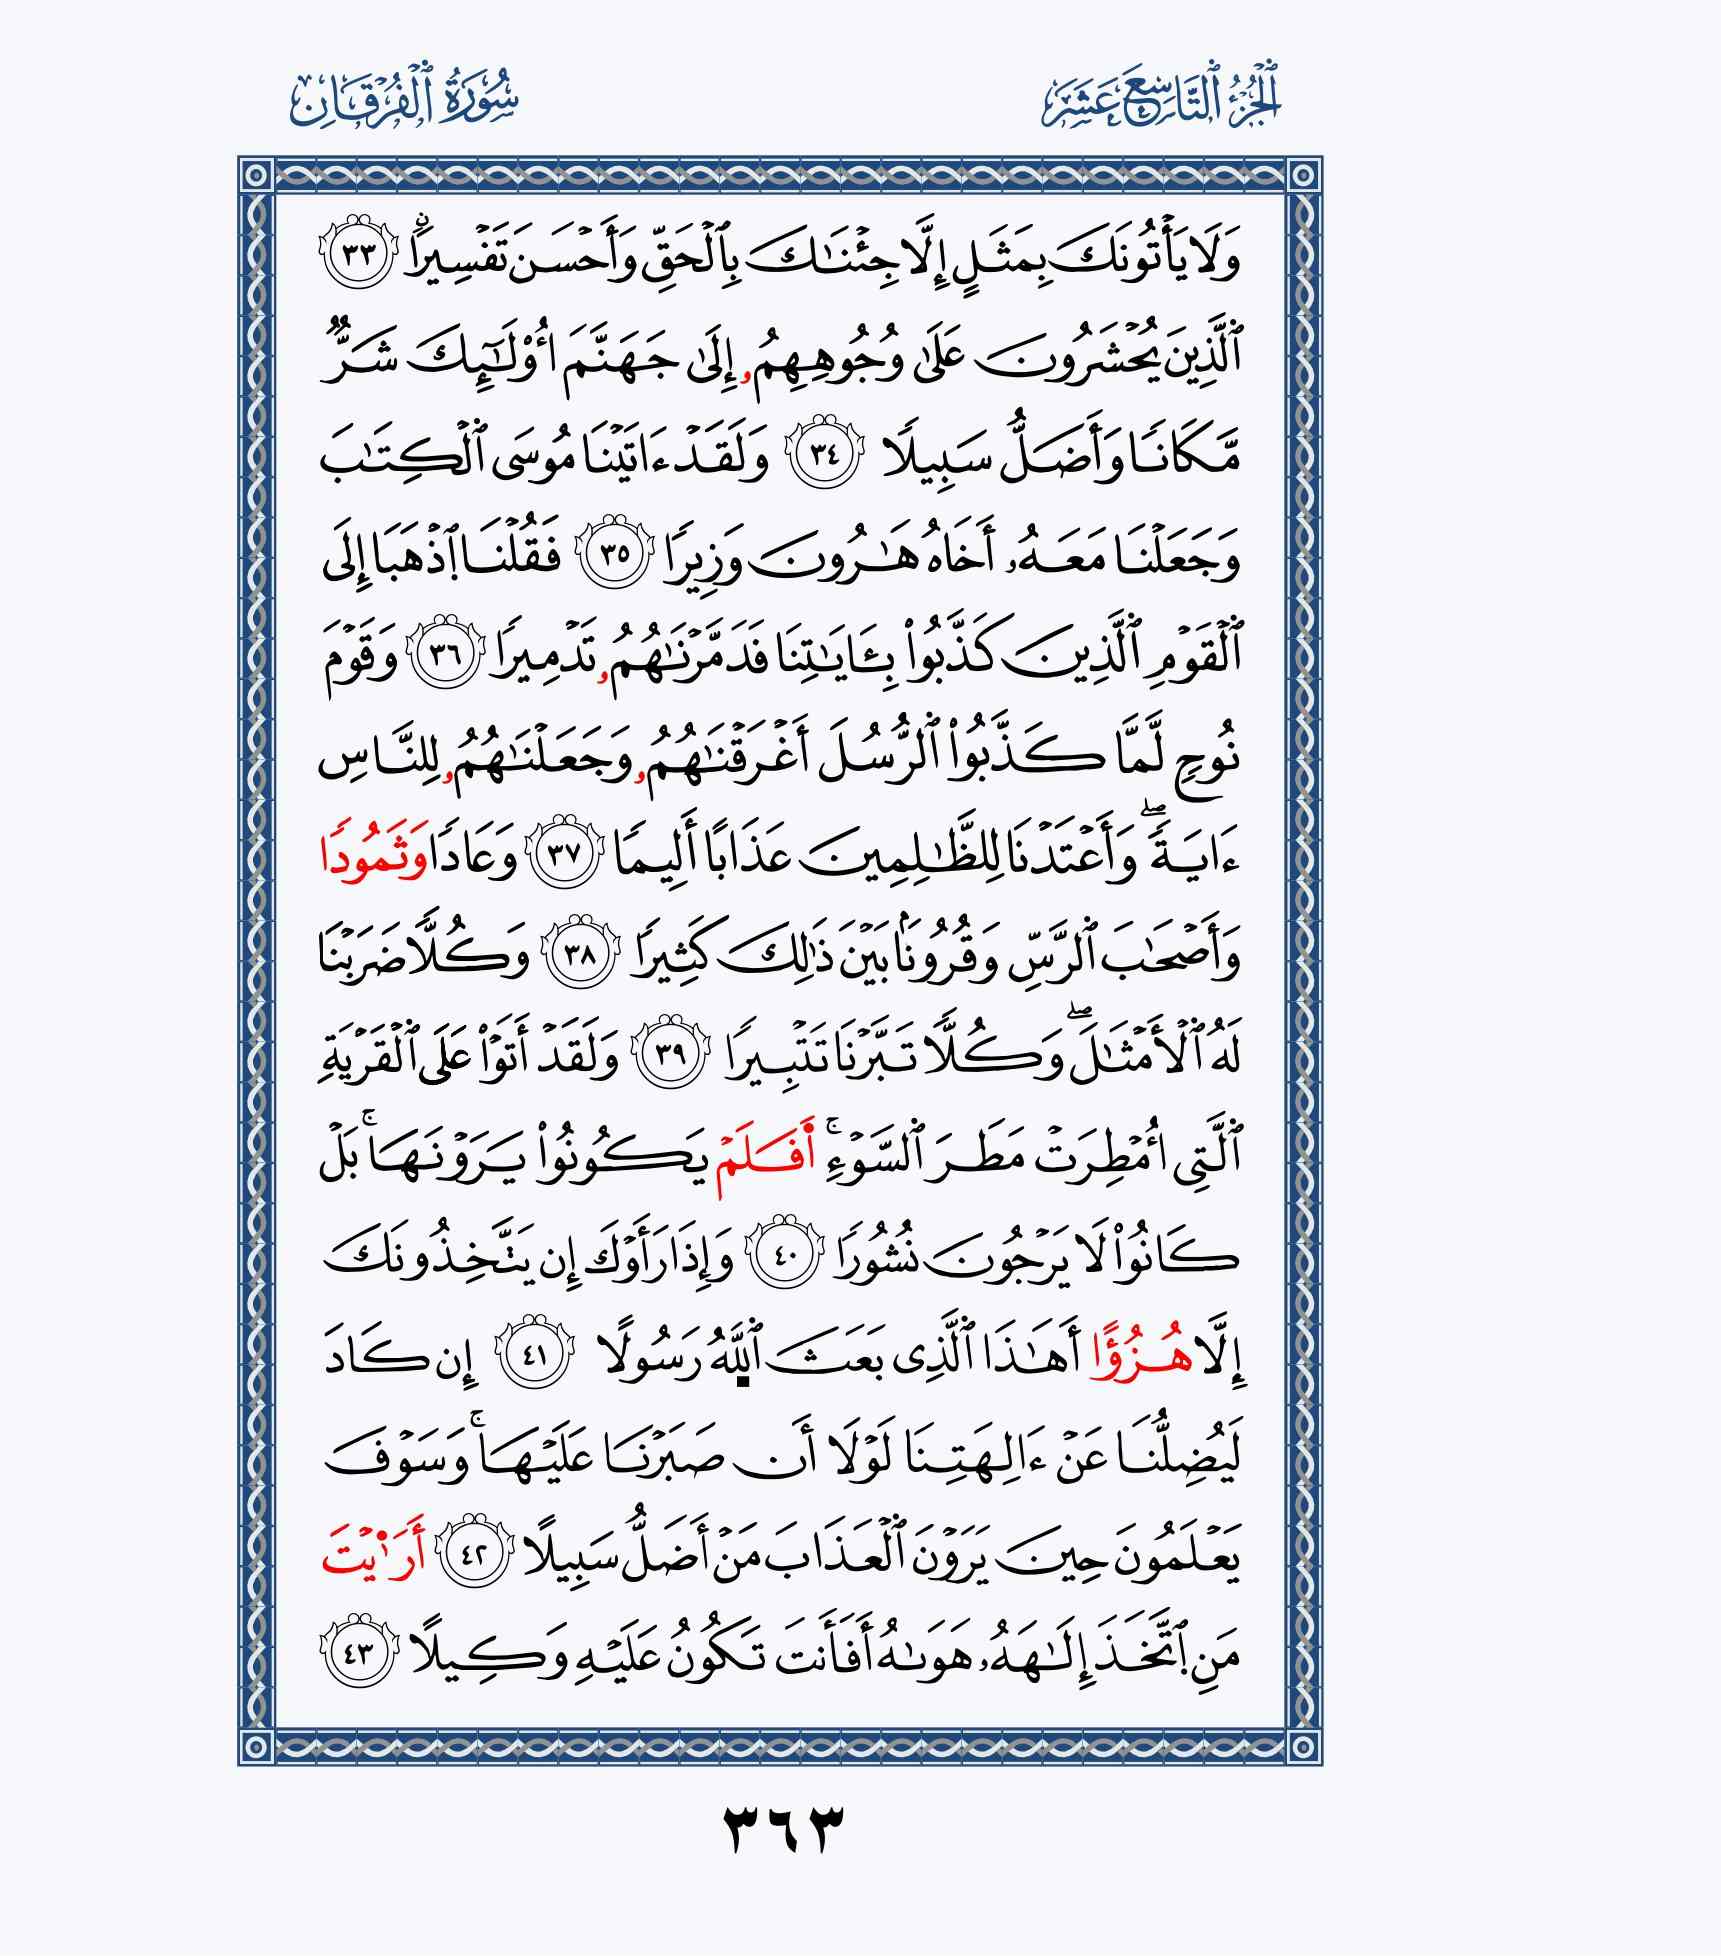 ٱلْجُزْءُ ٱلتَّاسِعَ عَشَرَ
سُورَةُ ٱلْفُرْقَانِ
وَلَا يَأْتُونَكَ بِمَثَلٍ إِلَّا جِئْنَٰكَ بِٱلْحَقِّ وَأَحْسَنَ تَفْسِيرًا ٣٣
ٱلَّذِينَ يُحْشَرُونَ عَلَىٰ وُجُوهِهِمُۥ إِلَىٰ جَهَنَّمَ أُوْلَٰٓئِكَ شَرٌّ
مَّكَانًا وَأَضَلُّ سَبِيلًا ٣٤ وَلَقَدْ ءَاتَيْنَا مُوسَى ٱلْكِتَٰبَ
وَجَعَلْنَا مَعَهُۥ أَخَاهُ هَٰرُونَ وَزِيرًا ٣٥ فَقُلْنَا ٱذْهَبَا إِلَى
ٱلْقَوْمِ ٱلَّذِينَ كَذَّبُواْ بِـَٔايَٰتِنَا فَدَمَّرْنَٰهُمُۥ تَدْمِيرًا ٣٦ وَقَوْمَ
نُوحٍ لَّمَّا كَذَّبُواْ ٱلرُّسُلَ أَغْرَقْنَٰهُمُۥ وَجَعَلْنَٰهُمُۥ لِلنَّاسِ
ءَايَةًۖ وَأَعْتَدْنَا لِلظَّٰلِمِينَ عَذَابًا أَلِيمًا ٣٧ وَعَادًا وَثَمُودًا
وَأَصْحَٰبَ ٱلرَّسِّ وَقُرُونَۢا بَيْنَ ذَٰلِكَ كَثِيرًا ٣٨ وَكُلًّا ضَرَبْنَا
لَهُ ٱلْأَمْثَٰلَۖ وَكُلًّا تَبَّرْنَا تَتْبِيرًا ٣٩ وَلَقَدْ أَتَوْاْ عَلَى ٱلْقَرْيَةِ
ٱلَّتِى أُمْطِرَتْ مَطَرَ ٱلسَّوْءِۚ أَفَلَمْ يَكُونُواْ يَرَوْنَهَاۚ بَلْ
كَانُواْ لَا يَرْجُونَ نُشُورًا ٤٠ وَإِذَا رَأَوْكَ إِن يَتَّخِذُونَكَ
إِلَّا هُزُؤًا أَهَٰذَا ٱلَّذِى بَعَثَ ٱللَّهُ رَسُولًا ٤١ إِن كَادَ
لَيُضِلُّنَا عَنْ ءَالِهَتِنَا لَوْلَا أَن صَبَرْنَا عَلَيْهَاۚ وَسَوْفَ
يَعْلَمُونَ حِينَ يَرَوْنَ ٱلْعَذَابَ مَنْ أَضَلُّ سَبِيلًا ٤٢ أَرَٰ۬يْتَ
مَنِ ٱتَّخَذَ إِلَٰهَهُۥ هَوَىٰهُ أَفَأَنتَ تَكُونُ عَلَيْهِ وَكِيلًا ٤٣
٣٦٣